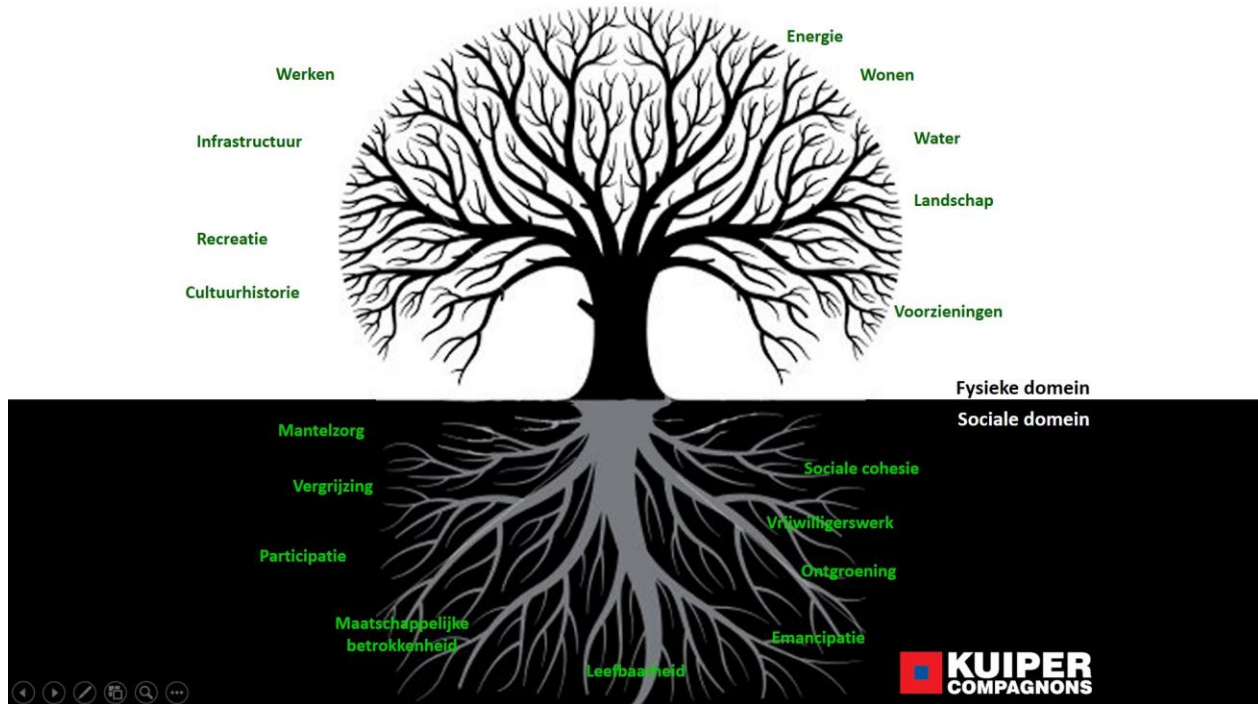 Energie
Werken
Wonen
Infrastructuur
Water
Landschap
Recreatie
Cultuurhistorie
Voorzieningen
Fysieke domein
Sociale domein
Mantelzorg
Sociale cohesie
Vergrijzing
Vrijwilligerswerk
Participatie
Ontgroening
Maatschappelijke
betrokkenheid
Emancipatie
Leefbaarheid
KUIPER
COMPAGNONS